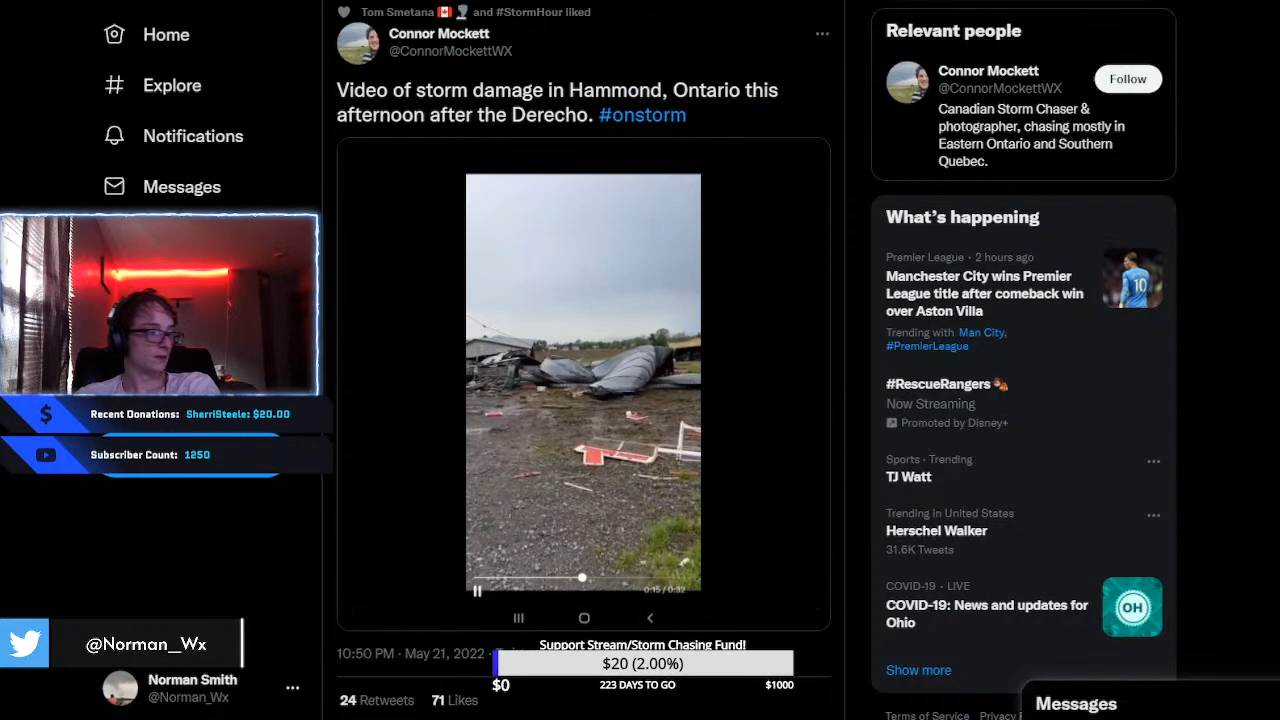 Home
Explore
Notifications
Messages
Recent Donations: SherriSteele: $20.00
Subscriber Count: 1250
@Norman_Wx
Norman Smith
@Norman_Wx
Tom Smetana and #StormHour liked
Connor Mockett
@ConnorMockettWX
Video of storm damage in Hammond, Ontario this
afternoon after the Derecho. #onstorm
0:15 / 0:32
10:50 PM · May 21, 2022 ·
Support Stream/Storm Chasing Fund!
$20 (2.00%)
$0 223 DAYS TO GO $1000
24 Retweets 71 Likes
Relevant people
Connor Mockett
@ConnorMockettWX
Follow
Canadian Storm Chaser &
photographer, chasing mostly in
Eastern Ontario and Southern
Quebec.
What's happening
Premier League · 2 hours ago
Manchester City wins Premier
League title after comeback win
over Aston Villa
10
Trending with Man City,
#PremierLeague
#RescueRangers
Now Streaming
Promoted by Disney+
Sports · Trending
TJ Watt
Trending in United States
Herschel Walker
31.6K Tweets
COVID-19 · LIVE
COVID-19: News and updates for
Ohio
OH
Show more
Messages
Terms of Service Privacy